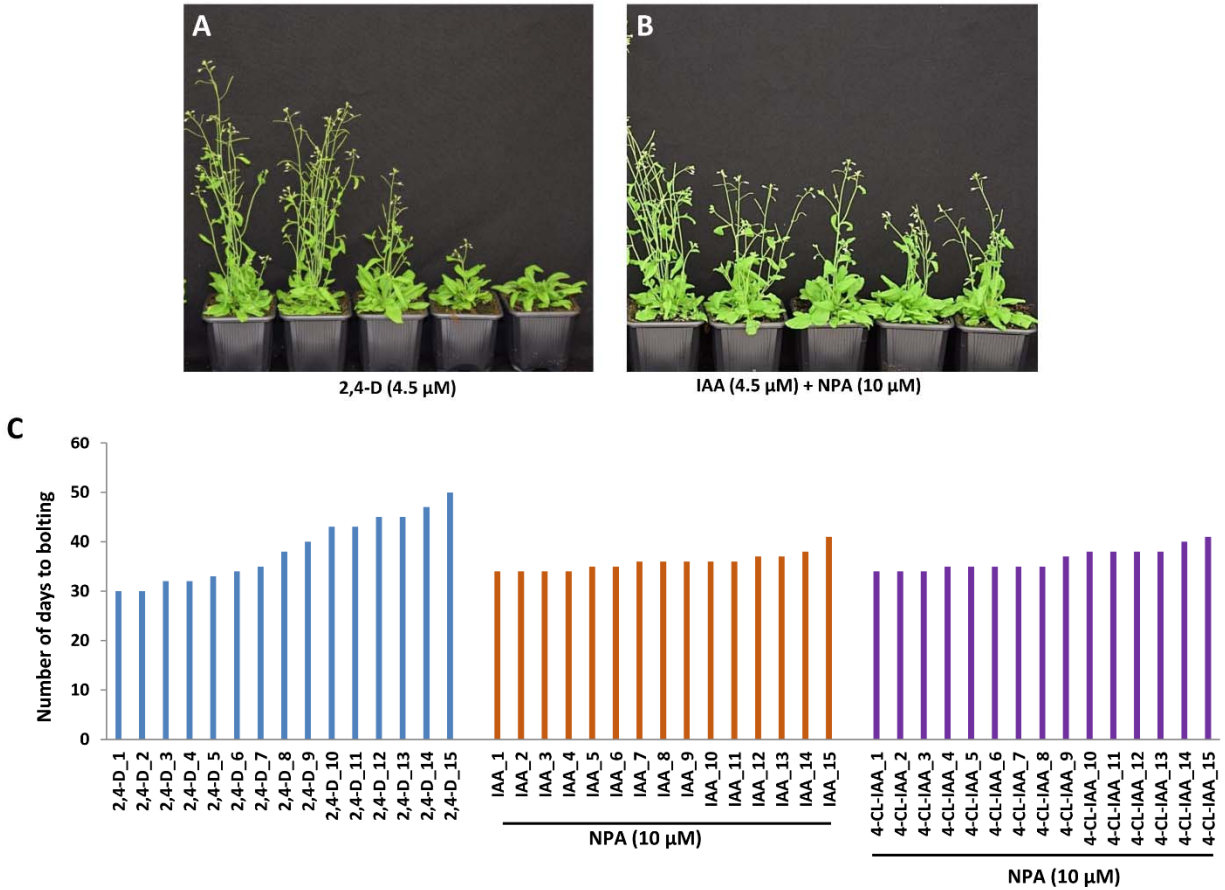 A
B
2,4-D (4.5 µM)
IAA (4.5 µM) + NPA (10 µM)
C
Number of days to bolting
60
50
40
30
20
10
0
2,4-D_1
2,4-D_2
2,4-D_3
2,4-D_4
2,4-D_5
2,4-D_6
2,4-D_7
2,4-D_8
2,4-D_9
2,4-D_10
2,4-D_11
2,4-D_12
2,4-D_13
2,4-D_14
2,4-D_15
IAA_1
IAA_2
IAA_3
IAA_4
IAA_5
IAA_6
IAA_7
IAA_8
IAA_9
IAA_10
IAA_11
IAA_12
IAA_13
IAA_14
IAA_15
4-CL-IAA_1
4-CL-IAA_2
4-CL-IAA_3
4-CL-IAA_4
4-CL-IAA_5
4-CL-IAA_6
4-CL-IAA_7
4-CL-IAA_8
4-CL-IAA_9
4-CL-IAA_10
4-CL-IAA_11
4-CL-IAA_12
4-CL-IAA_13
4-CL-IAA_14
4-CL-IAA_15
NPA (10 µM)
NPA (10 µM)